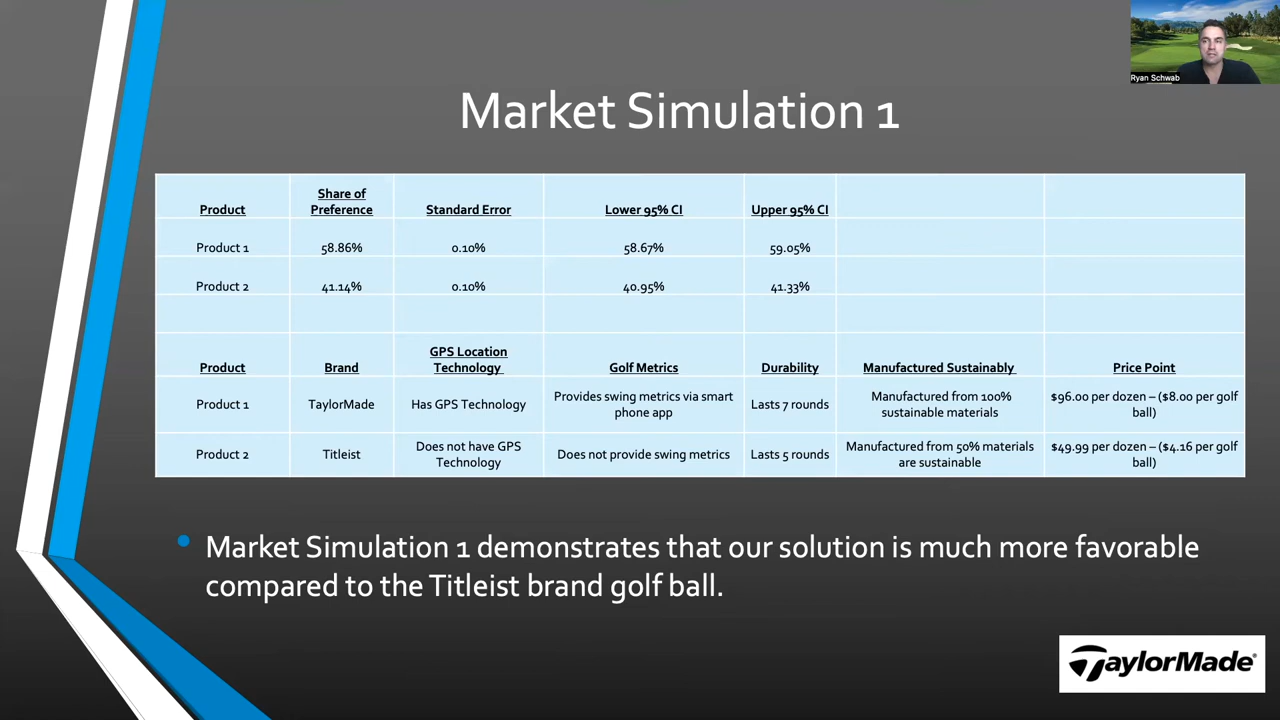 Ryan Schwab
Market Simulation 1
Product
Share of
Preference
Standard Error
Lower 95% CI
Upper 95% CI
Product 1
58.86%
0.10%
58.67%
59.05%
Product 2
41.14%
0.10%
40.95%
41.33%
Product
Brand
GPS Location
Technology
Golf Metrics
Durability
Manufactured Sustainably
Price Point
Product 1
TaylorMade
Has GPS Technology
Provides swing metrics via smart
phone app
Lasts 7 rounds
Manufactured from 100%
sustainable materials
$96.00 per dozen – ($8.00 per golf
ball)
Product 2
Titleist
Does not have GPS
Technology
Does not provide swing metrics
Lasts 5 rounds
Manufactured from 50% materials
are sustainable
$49.99 per dozen – ($4.16 per golf
ball)
• Market Simulation 1 demonstrates that our solution is much more favorable
compared to the Titleist brand golf ball.
TaylorMade®